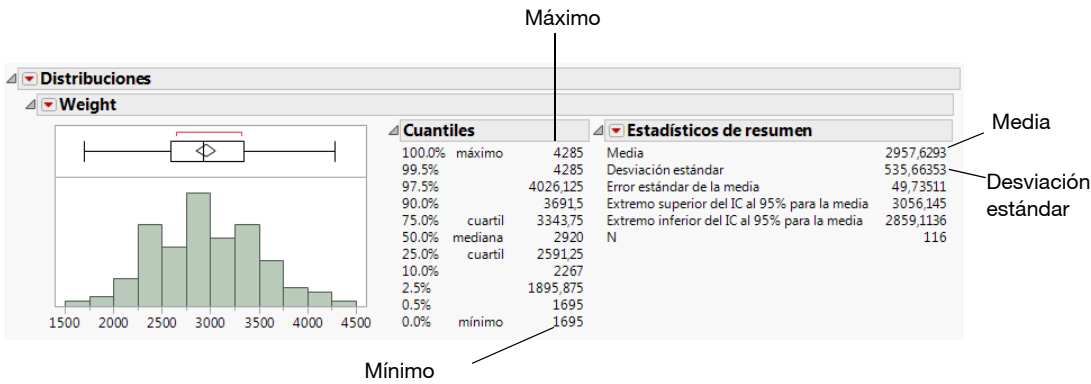 Máximo
Distribuciones
Weight
Cuantiles
100.0% máximo 4285
99.5% 4285
97.5% 4026,125
90.0% 3691,5
75.0% cuartil 3343,75
50.0% mediana 2920
25.0% cuartil 2591,25
10.0% 2267
2.5% 1895,875
0.5% 1695
0.0% mínimo 1695
Estadísticos de resumen
Media 2957,6293
Desviación estándar 535,66353
Error estándar de la media 49,73511
Extremo superior del IC al 95% para la media 3056,145
Extremo inferior del IC al 95% para la media 2859,1136
N 116
Media
Desviación
estándar
1500 2000 2500 3000 3500 4000 4500
Mínimo